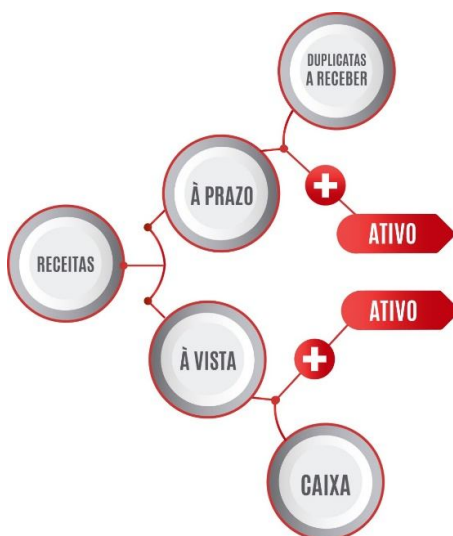 DUPLICATAS
A RECEBER
À PRAZO
ATIVO
RECEITAS
ATIVO
À VISTA
CAIXA